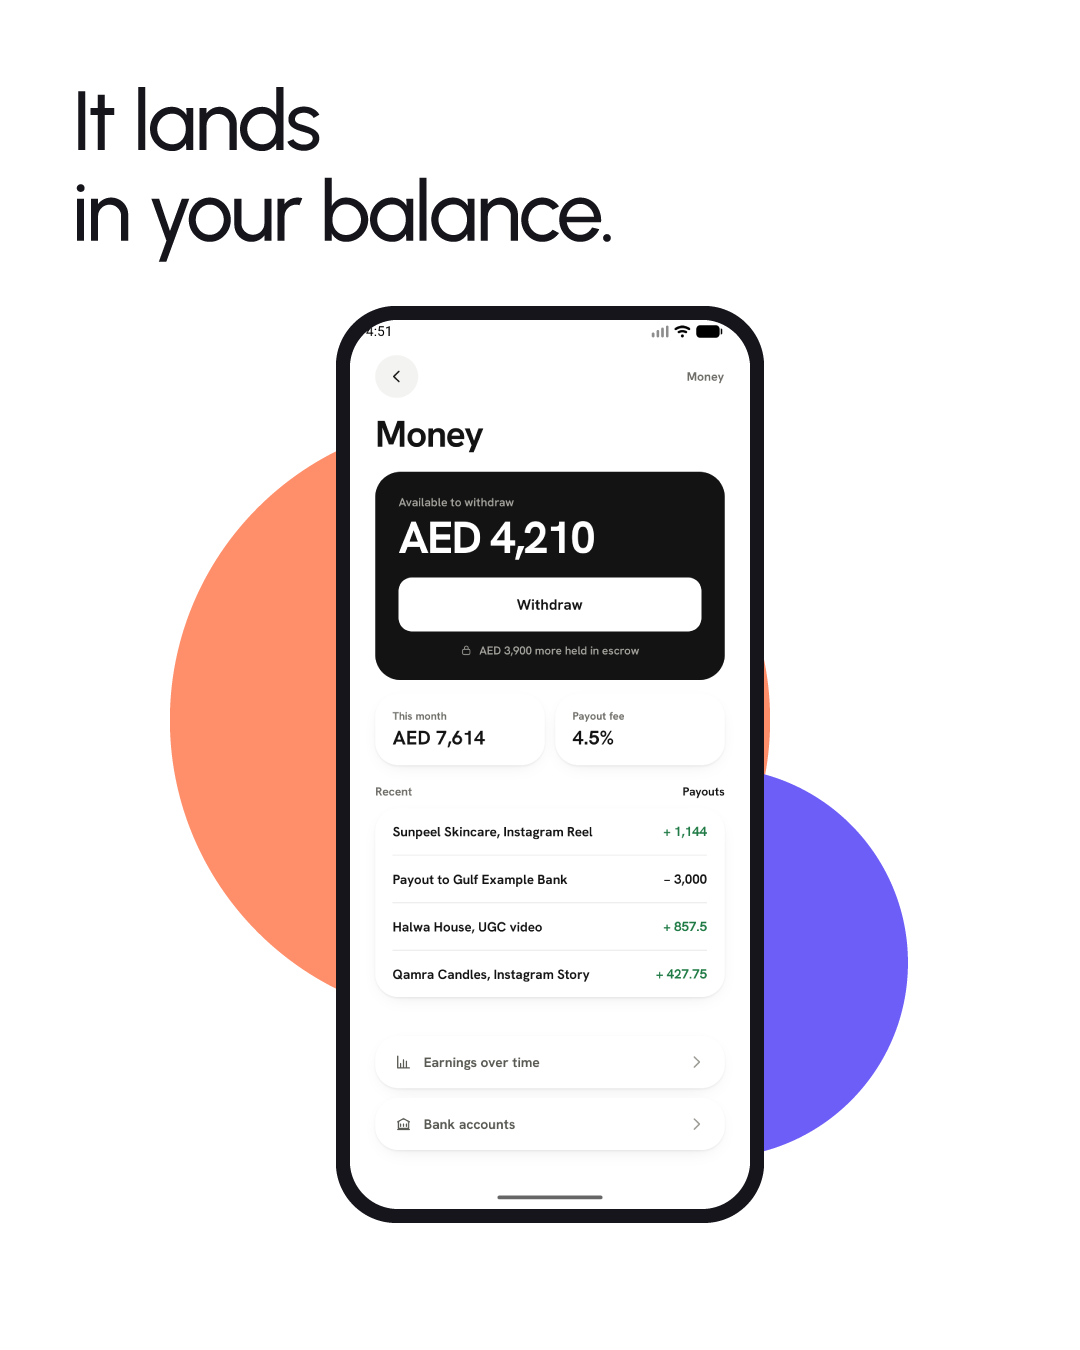 It lands
in your balance.
4:51
Money
Money
Available to withdraw
AED 4,210
Withdraw
AED 3,900 more held in escrow
This month
AED 7,614
Payout fee
4.5%
Recent
Payouts
Sunpeel Skincare, Instagram Reel
+ 1,144
Payout to Gulf Example Bank
– 3,000
Halwa House, UGC video
+ 857.5
Qamra Candles, Instagram Story
+ 427.75
Earnings over time
Bank accounts